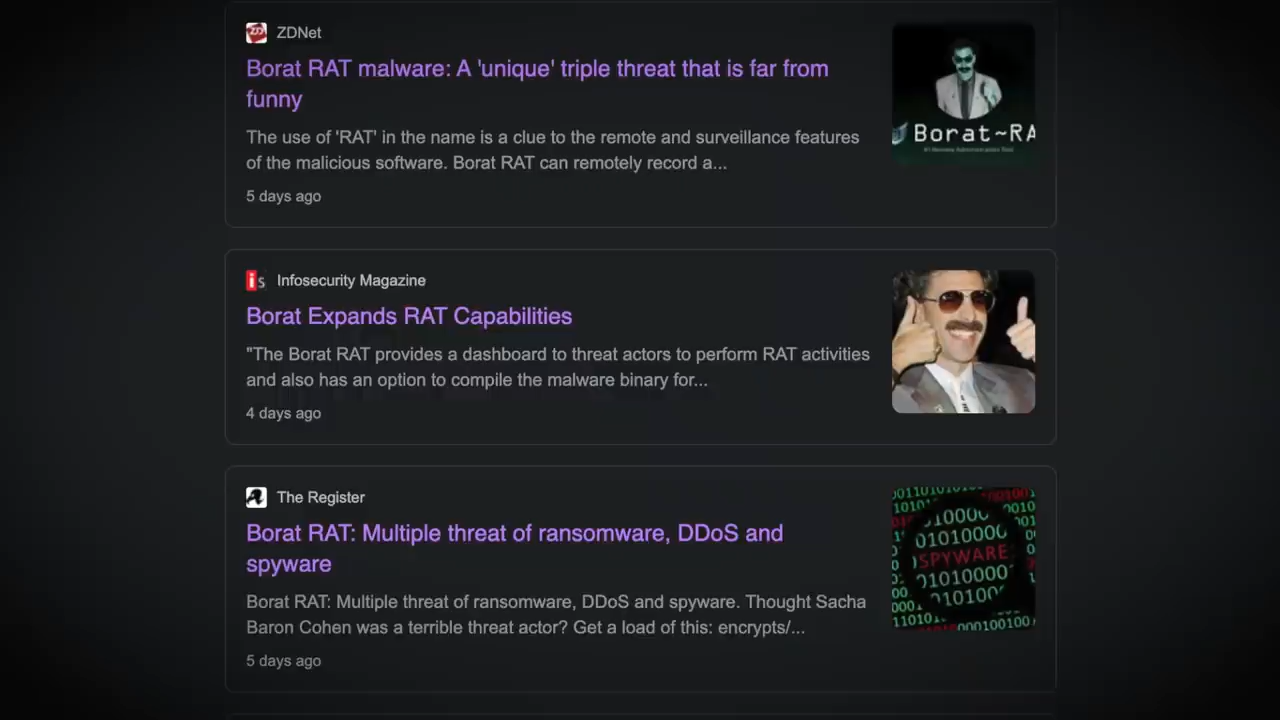 ZDNet
Borat RAT malware: A 'unique' triple threat that is far from
funny
The use of 'RAT' in the name is a clue to the remote and surveillance features
of the malicious software. Borat RAT can remotely record a...
5 days ago
Borat~RA
Infosecurity Magazine
Borat Expands RAT Capabilities
"The Borat RAT provides a dashboard to threat actors to perform RAT activities
and also has an option to compile the malware binary for...
4 days ago
The Register
Borat RAT: Multiple threat of ransomware, DDoS and
spyware
Borat RAT: Multiple threat of ransomware, DDoS and spyware. Thought Sacha
Baron Cohen was a terrible threat actor? Get a load of this: encrypts/...
5 days ago
SPYWARE